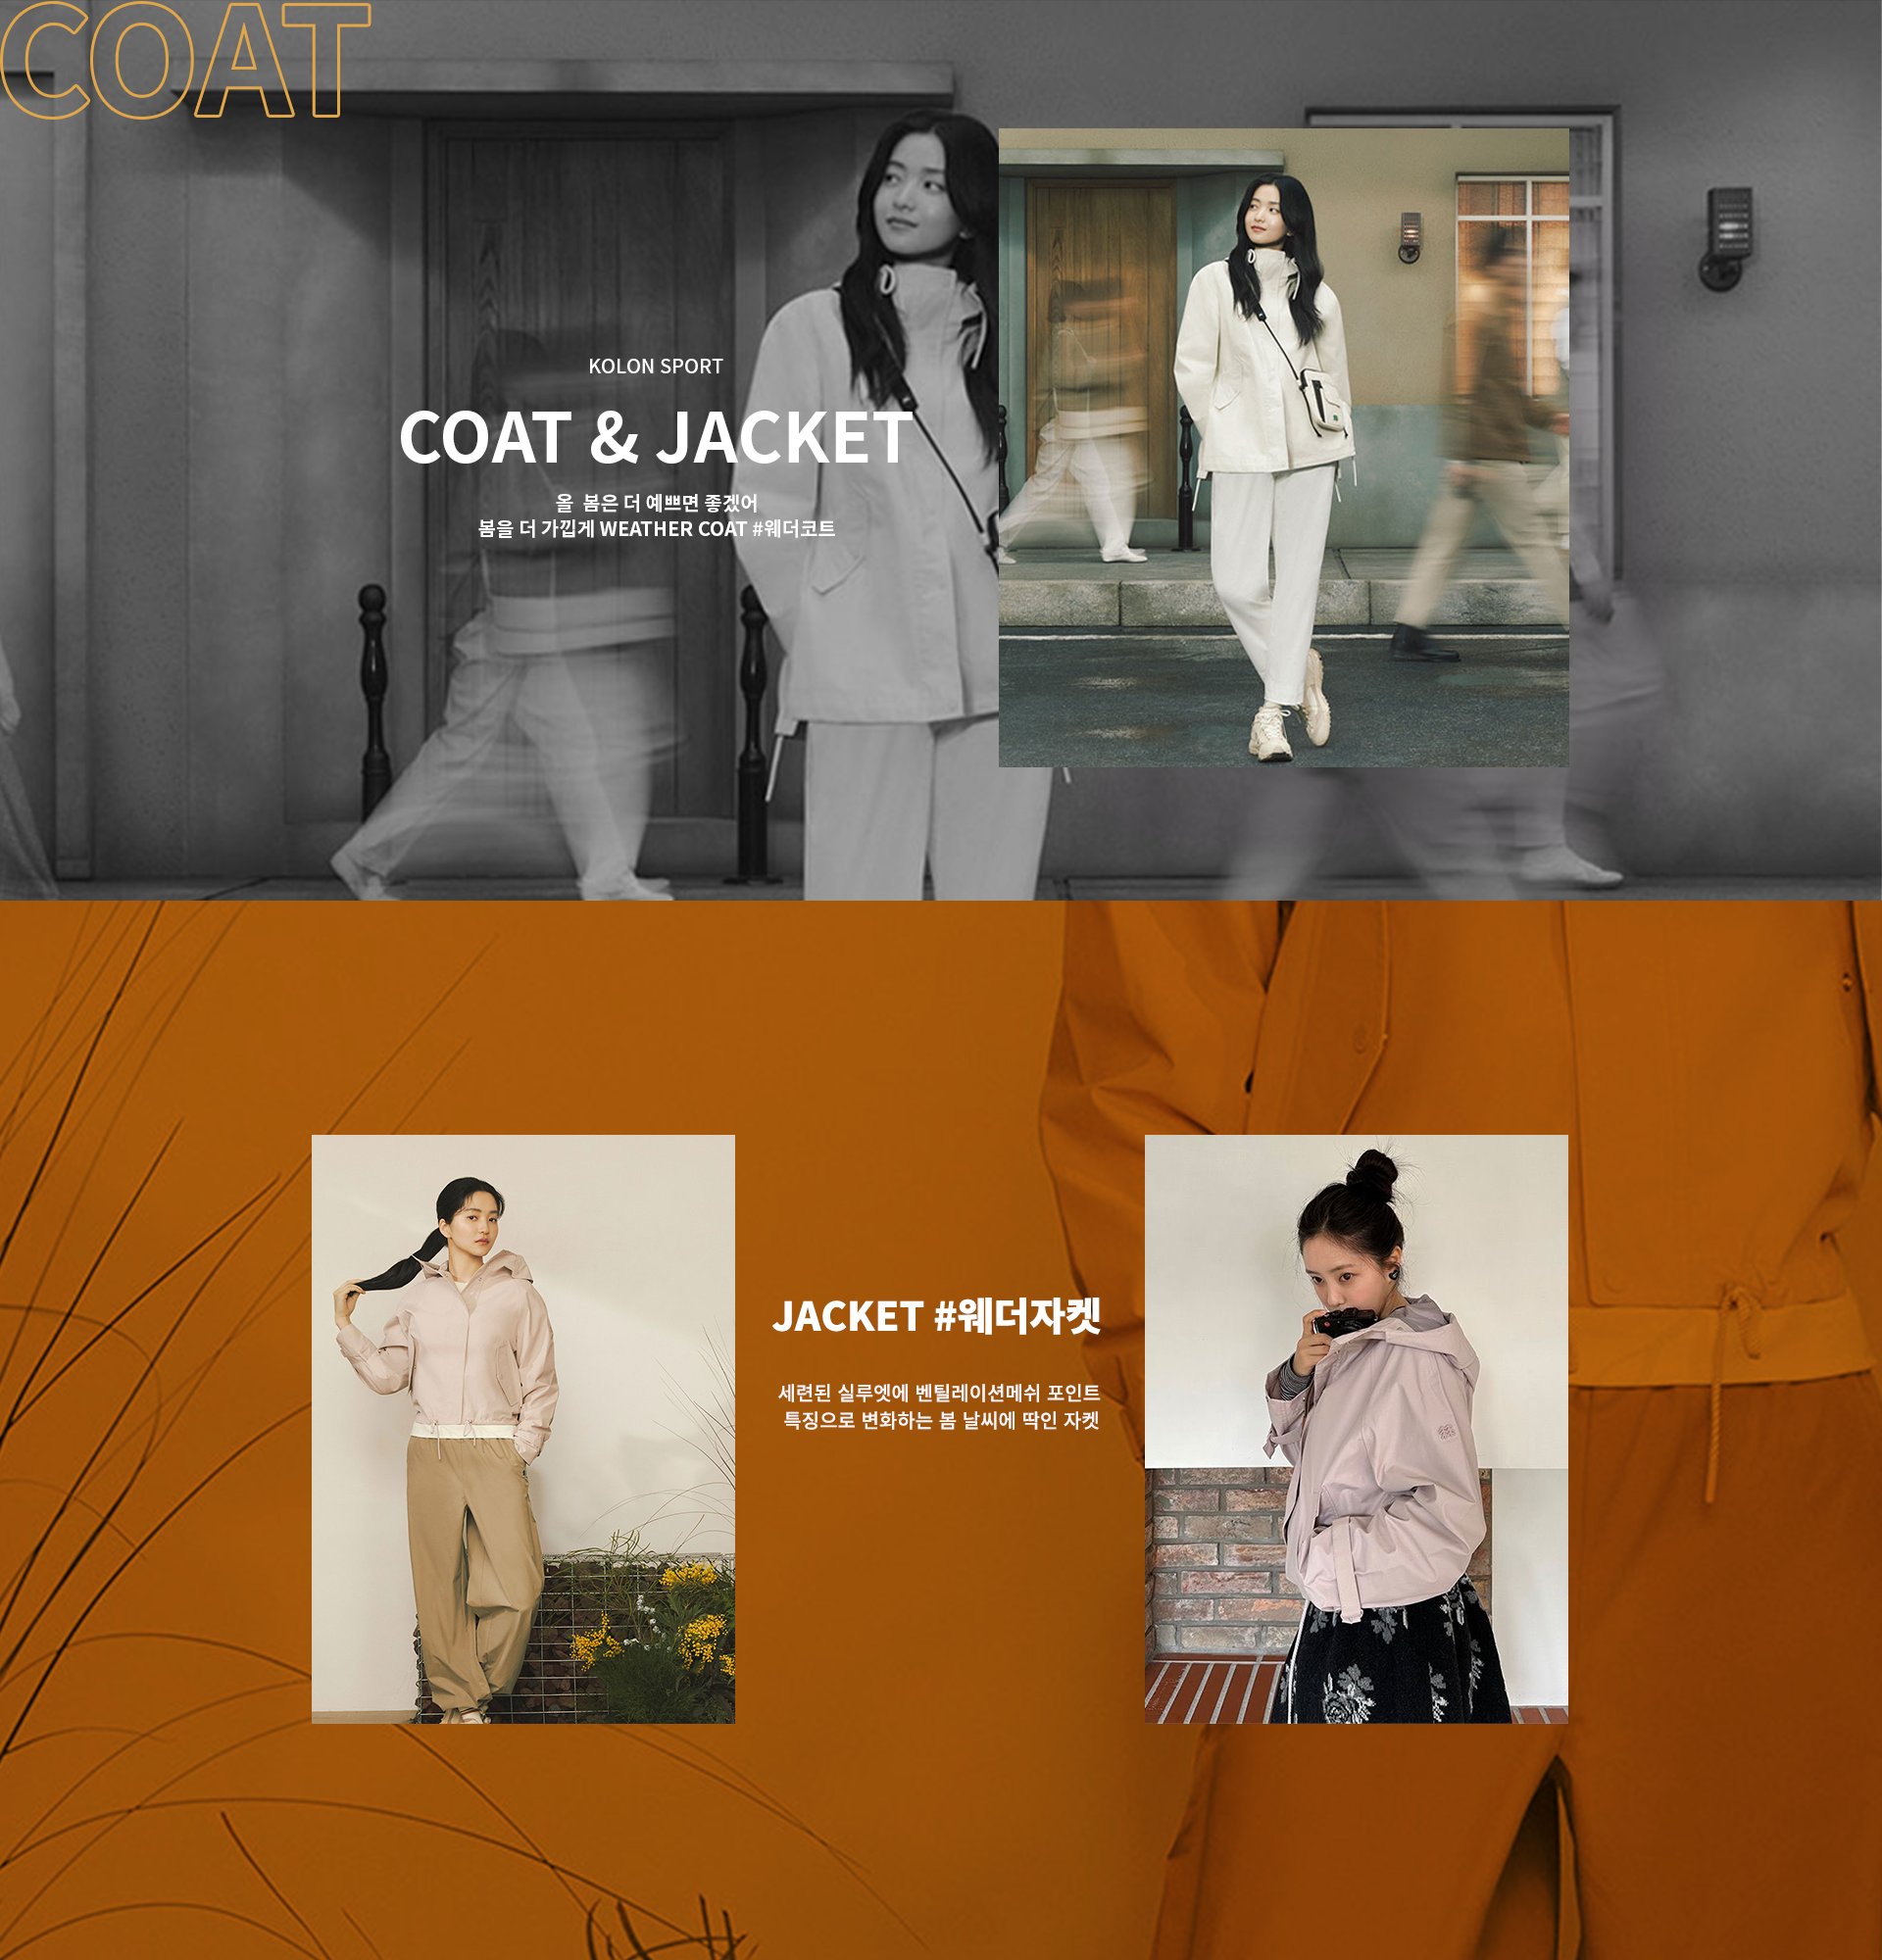 COAT
KOLON SPORT
COAT & JACKET
올 봄은 더 예쁘면 좋겠어
봄을 더 가낍게 WEATHER COAT #웨더코트
JACKET #웨더자켓
세련된 실루엣에 벤틸레이션메쉬 포인트
특징으로 변화하는 봄 날씨에 딱인 자켓